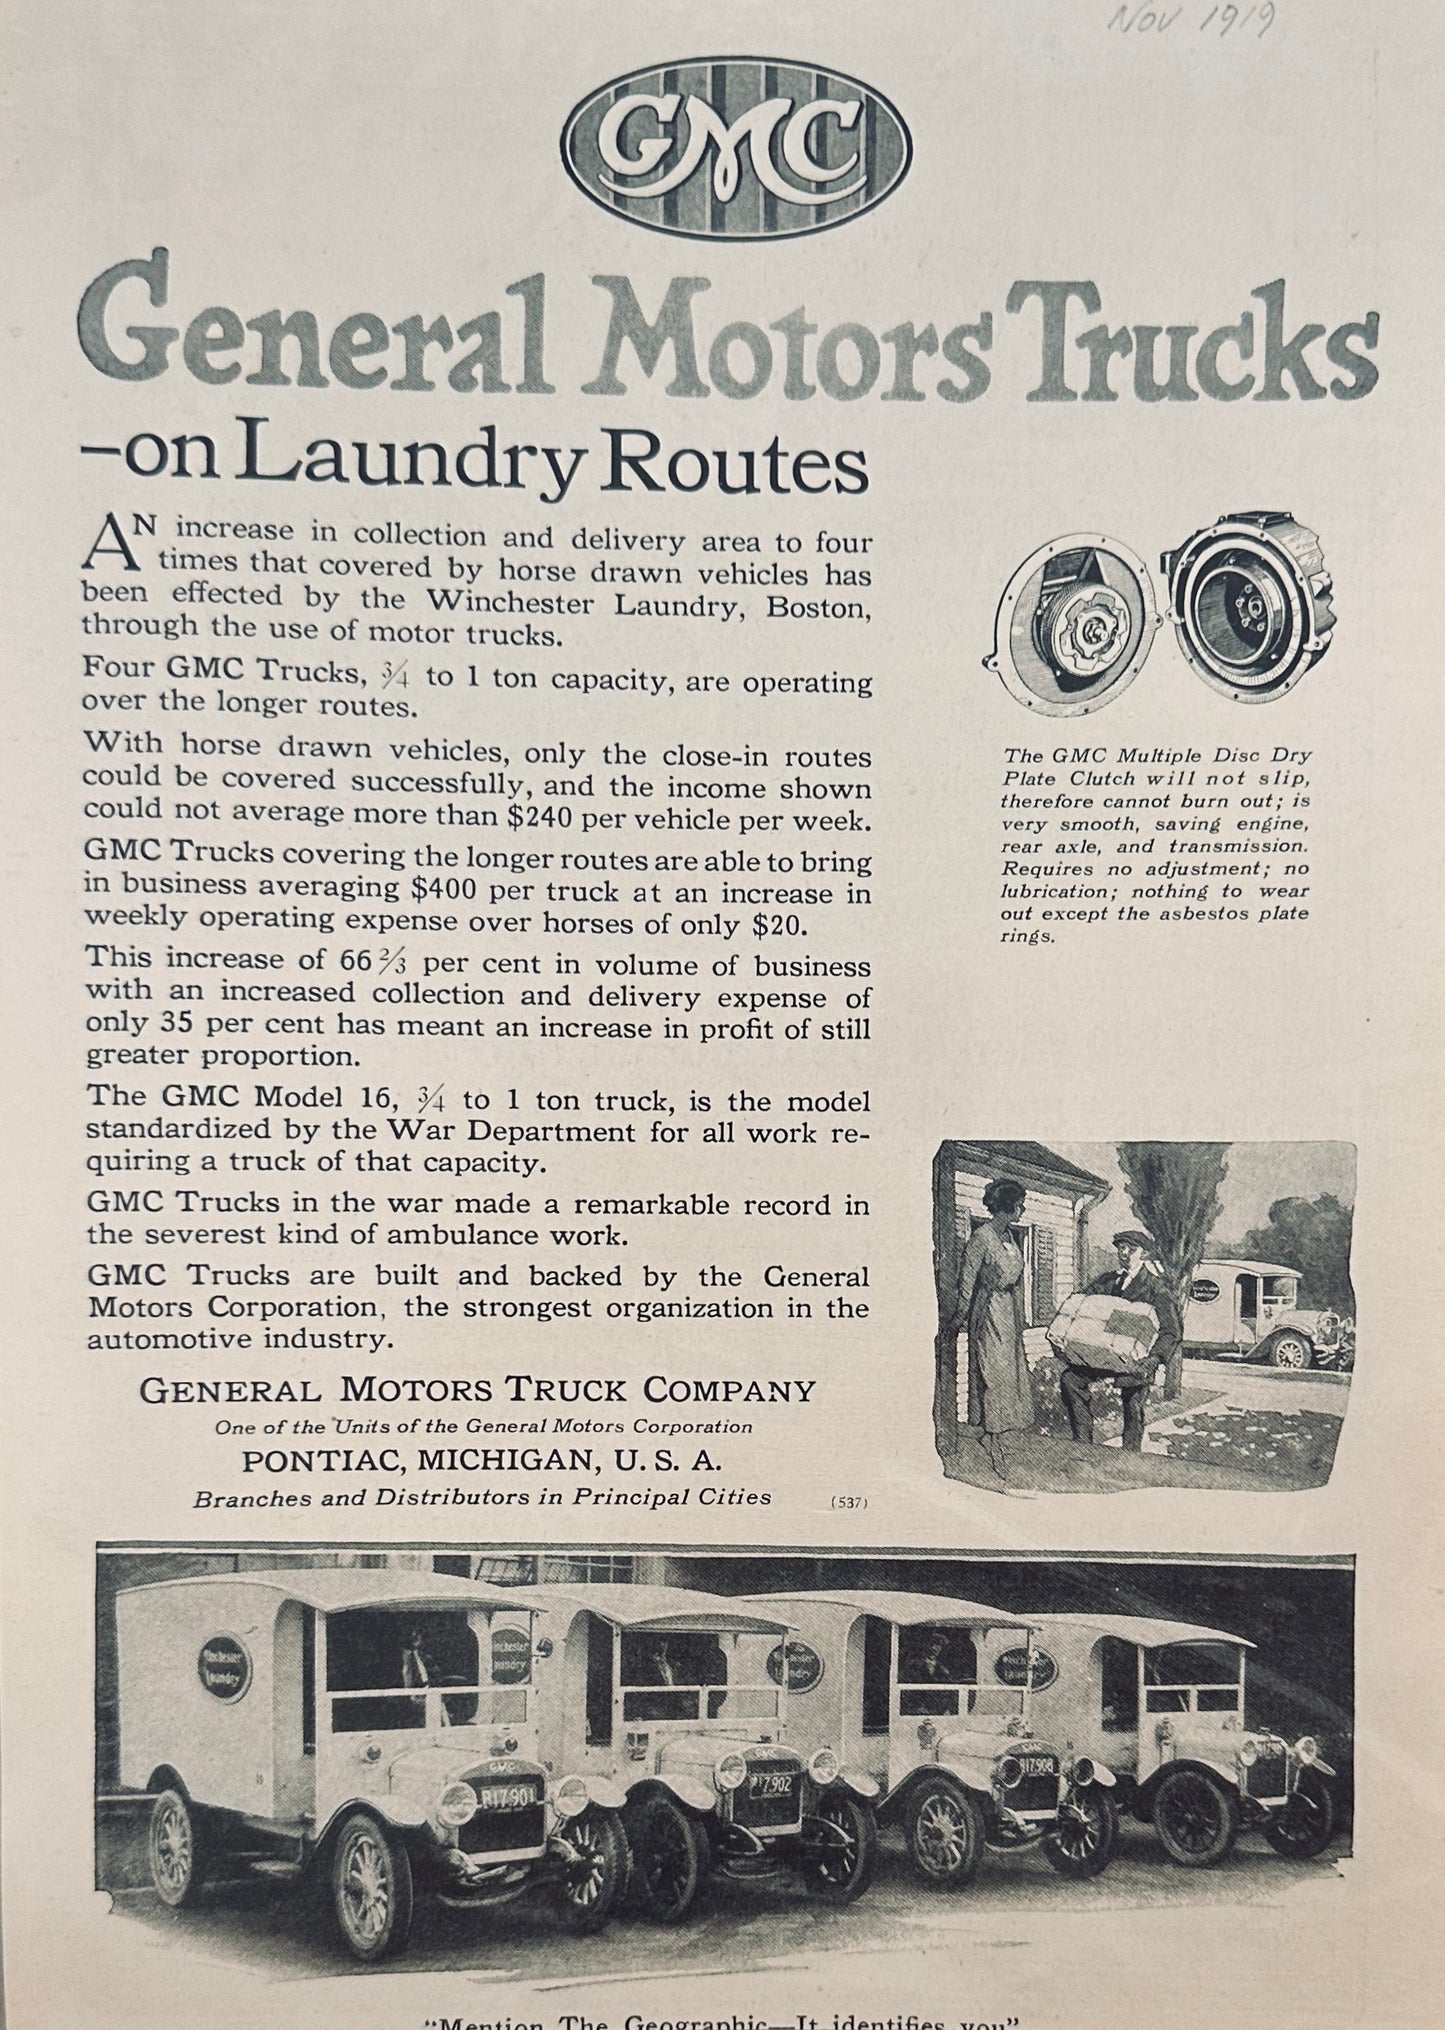 Nov 1919
GMC
General Motors Trucks
–on Laundry Routes
AN increase in collection and delivery area to four
times that covered by horse drawn vehicles has
been effected by the Winchester Laundry, Boston,
through the use of motor trucks.
Four GMC Trucks, ¾ to 1 ton capacity, are operating
over the longer routes.
With horse drawn vehicles, only the close-in routes
could be covered successfully, and the income shown
could not average more than $240 per vehicle per week.
GMC Trucks covering the longer routes are able to bring
in business averaging $400 per truck at an increase in
weekly operating expense over horses of only $20.
This increase of 66⅔ per cent in volume of business
with an increased collection and delivery expense of
only 35 per cent has meant an increase in profit of still
greater proportion.
The GMC Model 16, ¾ to 1 ton truck, is the model
standardized by the War Department for all work re-
quiring a truck of that capacity.
GMC Trucks in the war made a remarkable record in
the severest kind of ambulance work.
GMC Trucks are built and backed by the General
Motors Corporation, the strongest organization in the
automotive industry.
GENERAL MOTORS TRUCK COMPANY
One of the Units of the General Motors Corporation
PONTIAC, MICHIGAN, U. S. A.
Branches and Distributors in Principal Cities (537)
The GMC Multiple Disc Dry
Plate Clutch will not slip,
therefore cannot burn out; is
very smooth, saving engine,
rear axle, and transmission.
Requires no adjustment; no
lubrication; nothing to wear
out except the asbestos plate
rings.
Winchester
Laundry
Winchester
Laundry
GMC
817901
817902
817908
"Mention The Geographic—It identifies you"